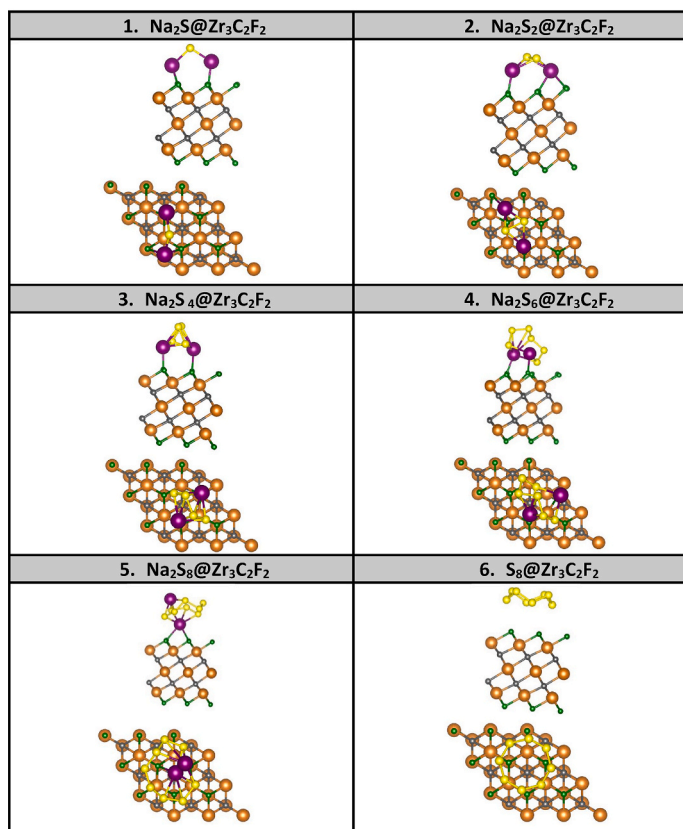 1. Na₂S@Zr₃C₂F₂
2. Na₂S₂@Zr₃C₂F₂
3. Na₂S₄@Zr₃C₂F₂
4. Na₂S₆@Zr₃C₂F₂
5. Na₂S₈@Zr₃C₂F₂
6. S₈@Zr₃C₂F₂